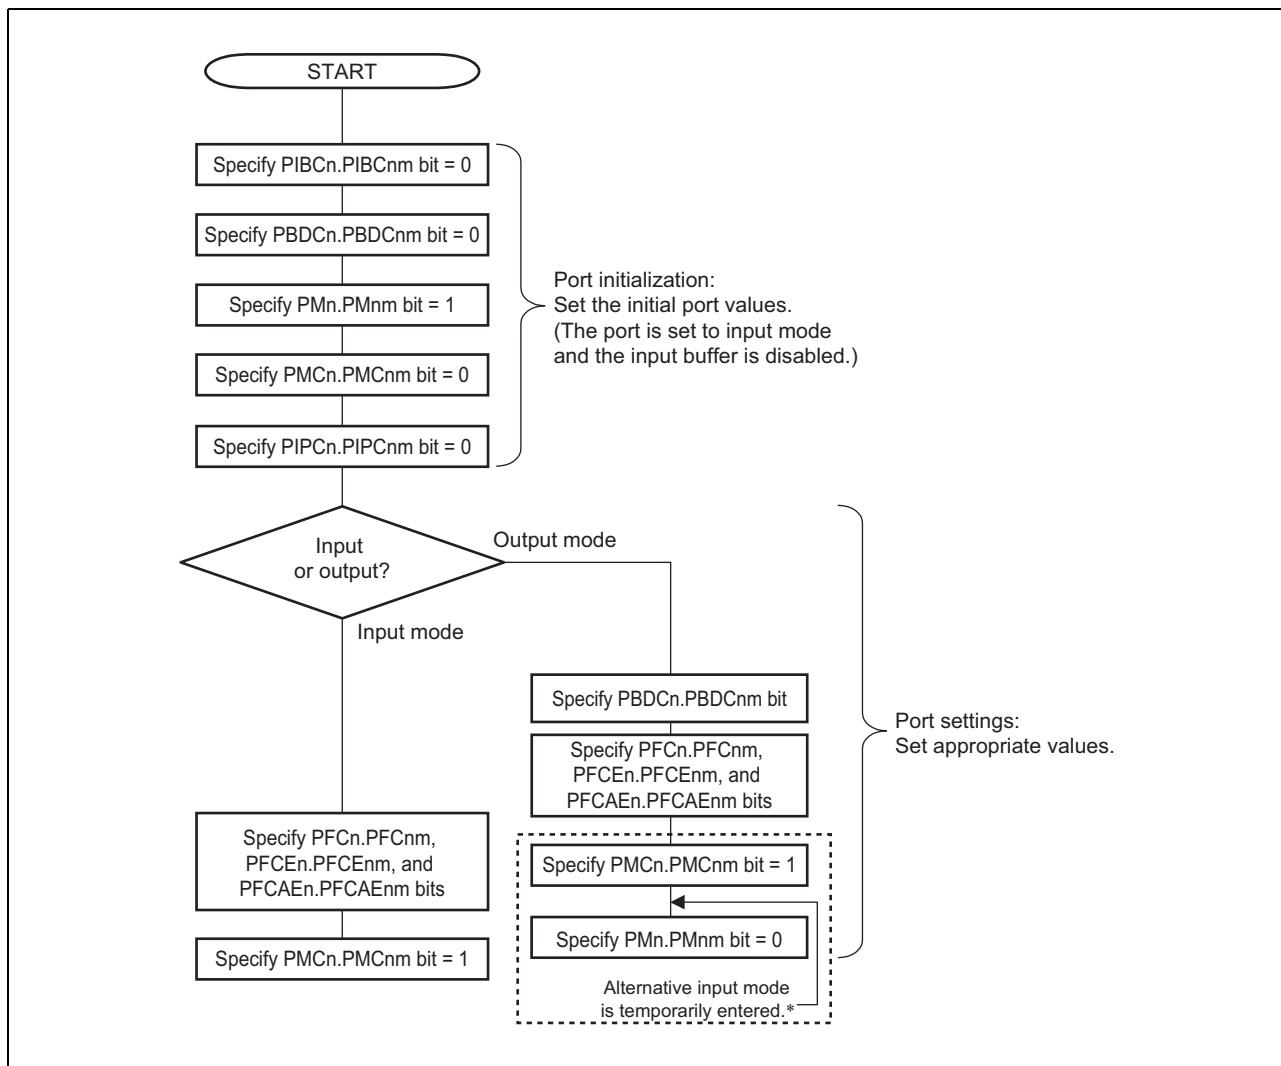 START
Specify PIBCn.PIBCnm bit = 0
Specify PBDCn.PBDCnm bit = 0
Specify PMn.PMnm bit = 1
Specify PMCn.PMCnm bit = 0
Specify PIPCn.PIPCnm bit = 0
Port initialization:
Set the initial port values.
(The port is set to input mode
and the input buffer is disabled.)
Input
or output?
Output mode
Input mode
Specify PBDCn.PBDCnm bit
Specify PFCn.PFCnm,
PFCEn.PFCEnm, and
PFCAEn.PFCAEnm bits
Specify PMCn.PMCnm bit = 1
Specify PMn.PMnm bit = 0
Alternative input mode
is temporarily entered.*
Port settings:
Set appropriate values.
Specify PFCn.PFCnm,
PFCEn.PFCEnm, and
PFCAEn.PFCAEnm bits
Specify PMCn.PMCnm bit = 1